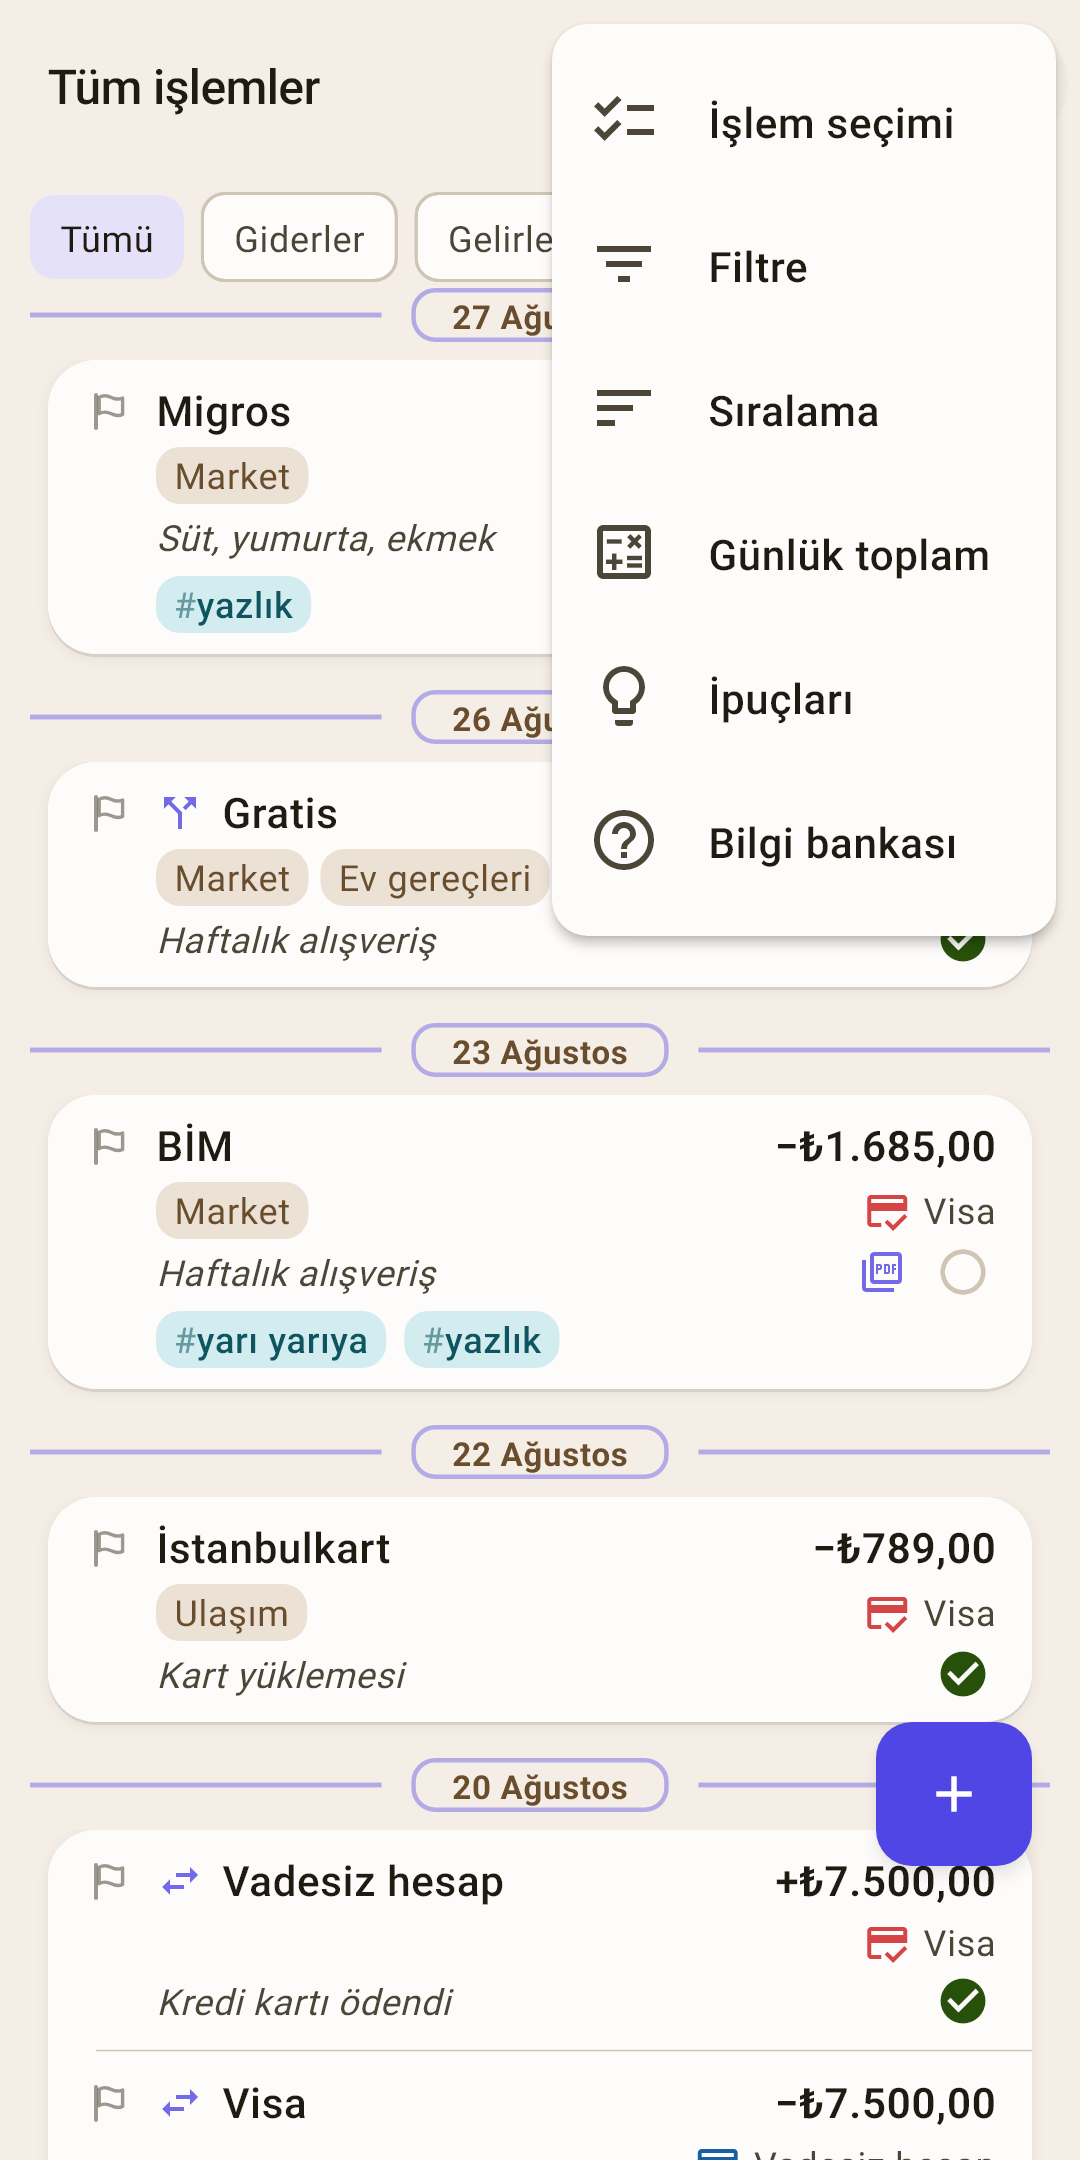 Tüm işlemler
İşlem seçimi
Filtre
Sıralama
Günlük toplam
İpuçları
Bilgi bankası
Tümü
Giderler
27
Migros
Market
Süt, yumurta, ekmek
#yazlık
26
Gratis
Market
Ev gereçleri
Haftalık alışveriş
23 Ağustos
BİM
−₺1.685,00
Market
Visa
Haftalık alışveriş
PDF
#yarı yarıya
#yazlık
22 Ağustos
İstanbulkart
−₺789,00
Ulaşım
Visa
Kart yüklemesi
20 Ağustos
Vadesiz hesap
+₺7.500,00
Visa
Kredi kartı ödendi
Visa
−₺7.500,00